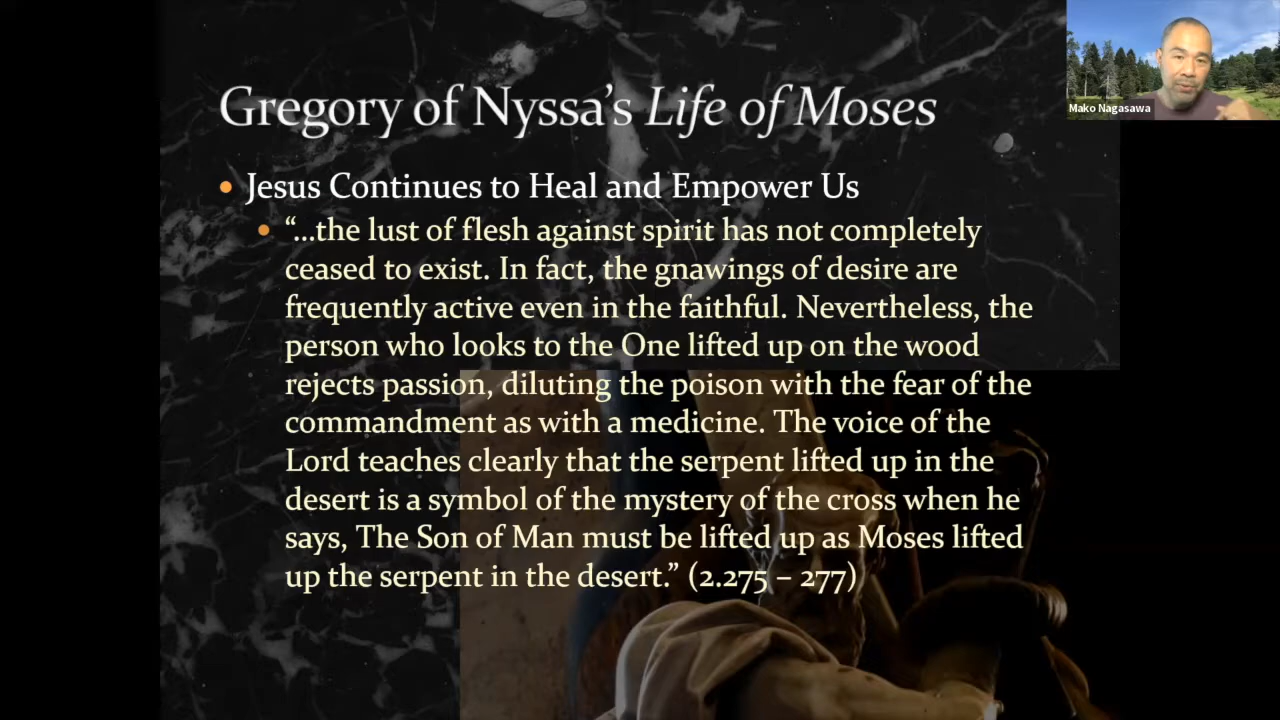 Gregory of Nyssa's Life of Moses
Mako Nagasawa
• Jesus Continues to Heal and Empower Us
• “…the lust of flesh against spirit has not completely
ceased to exist. In fact, the gnawings of desire are
frequently active even in the faithful. Nevertheless, the
person who looks to the One lifted up on the wood
rejects passion, diluting the poison with the fear of the
commandment as with a medicine. The voice of the
Lord teaches clearly that the serpent lifted up in the
desert is a symbol of the mystery of the cross when he
says, The Son of Man must be lifted up as Moses lifted
up the serpent in the desert.” (2.275 – 277)